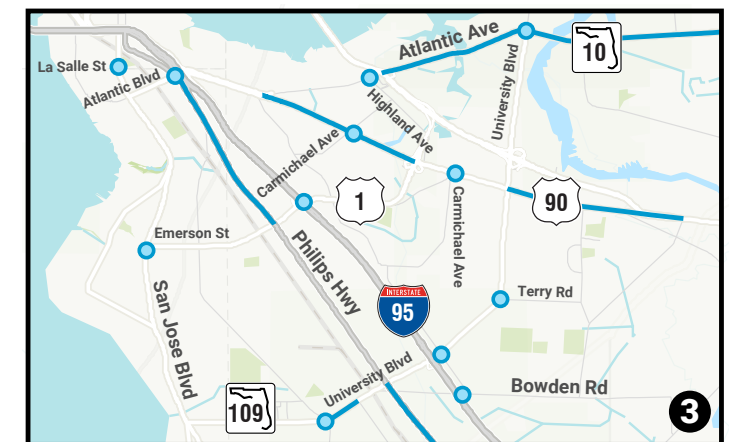 Atlantic Ave
10
La Salle St
Atlantic Blvd
University Blvd
Highland Ave
Carmichael Ave
1
90
Carmichael Ave
Emerson St
Philips Hwy
INTERSTATE
95
Terry Rd
San Jose Blvd
University Blvd
Bowden Rd
109
3